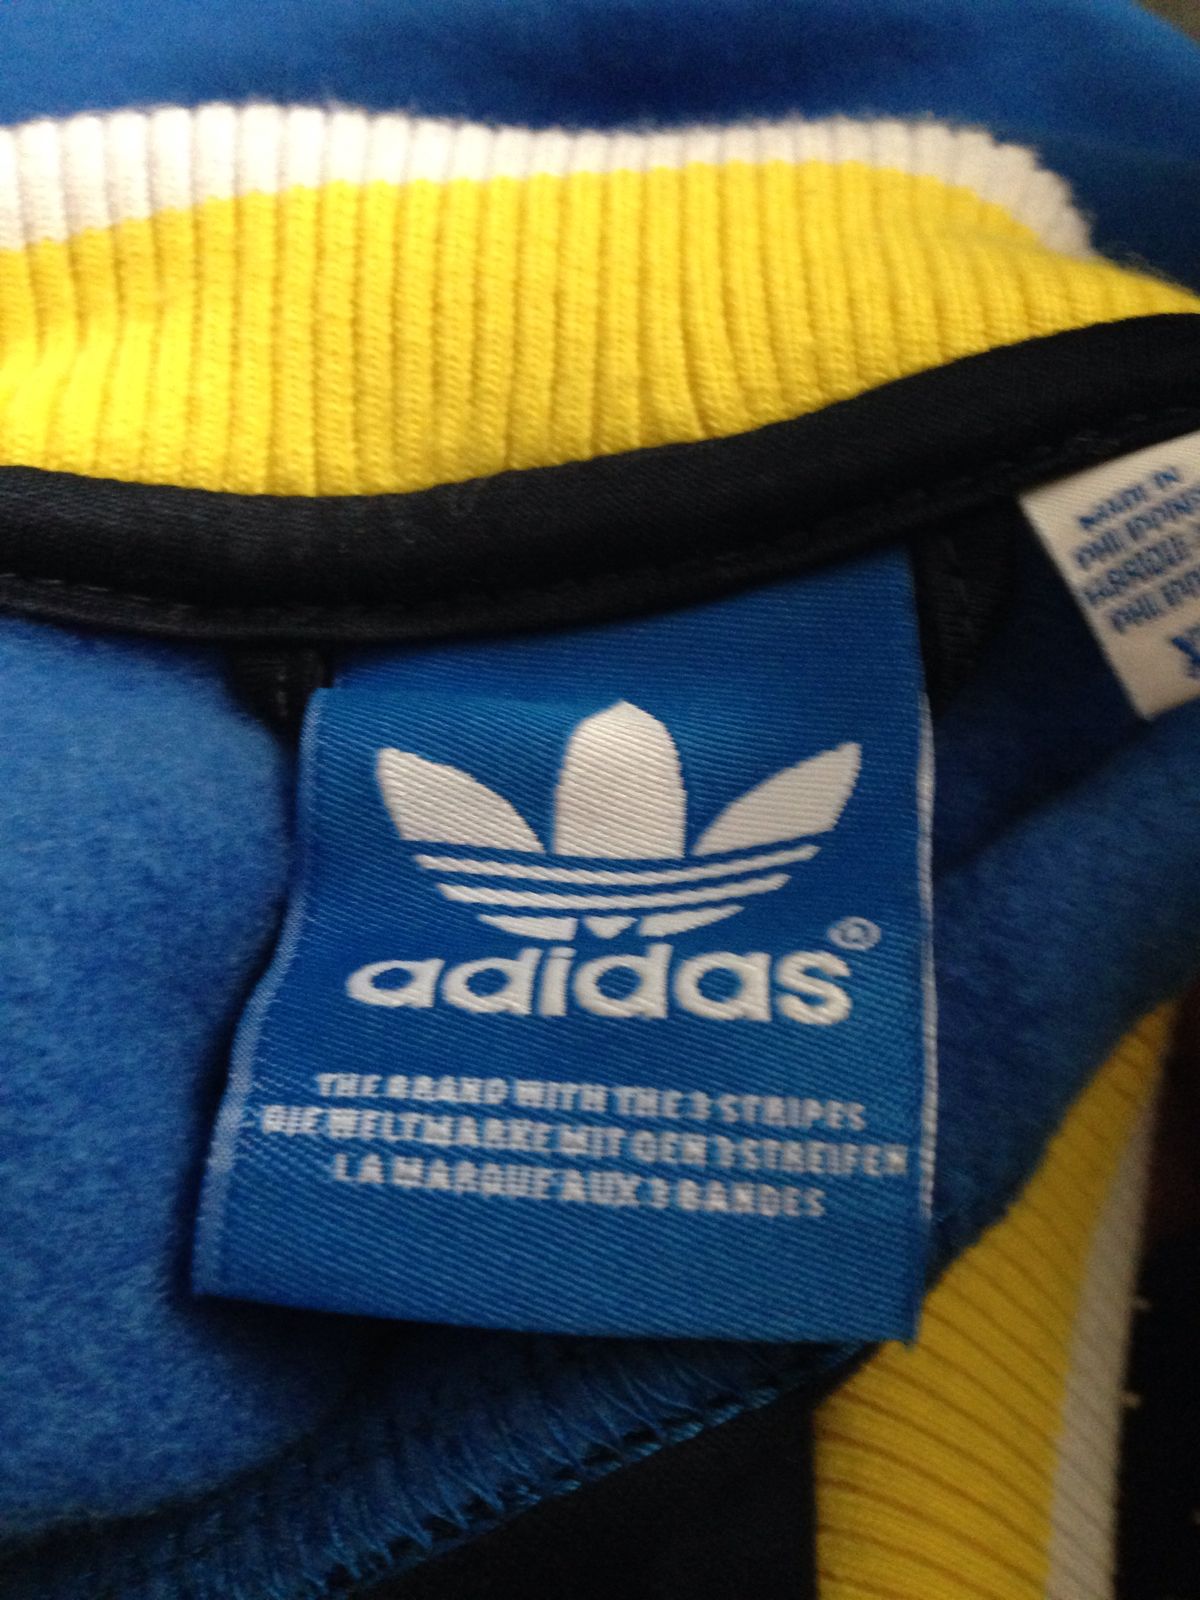 adidas®
THE BRAND WITH THE 3 STRIPES
DIE WELTMARKE MIT DEN 3 STREIFEN
LA MARQUE AUX 3 BANDES
MADE IN